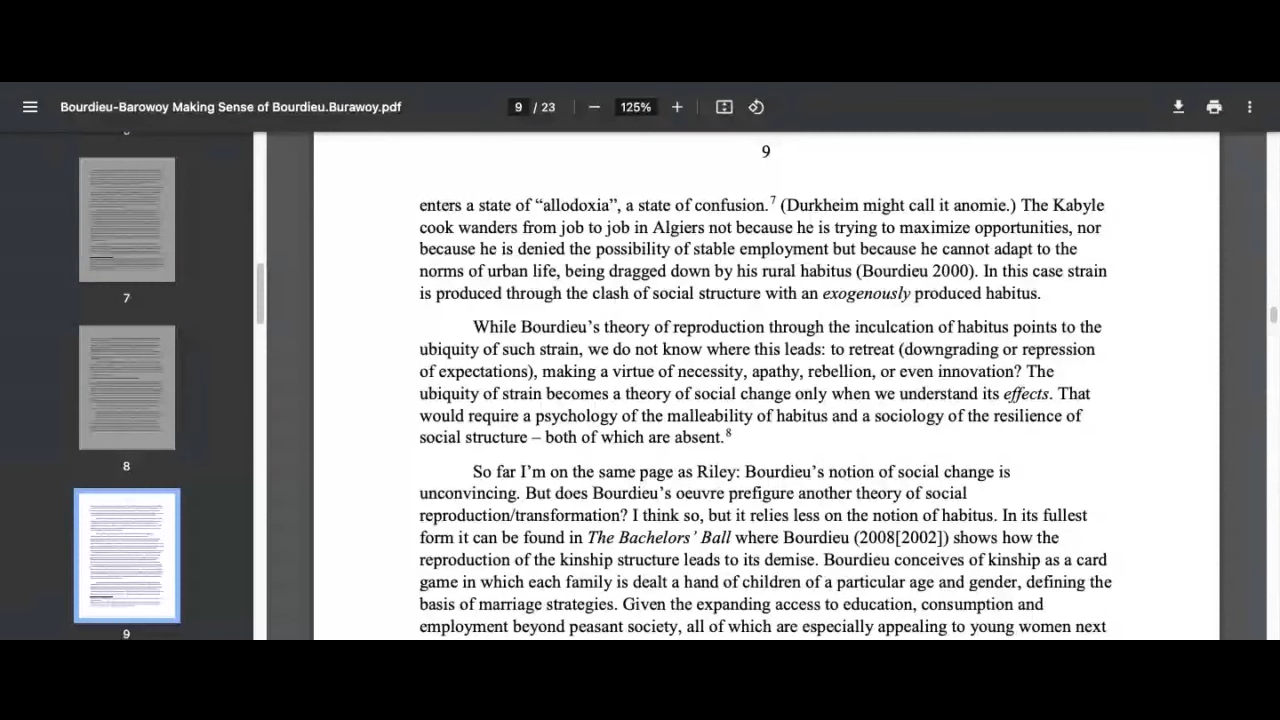 Bourdieu-Barowoy Making Sense of Bourdieu.Burawoy.pdf
9 / 23
125%
7
8
9
9
enters a state of “allodoxia”, a state of confusion.7 (Durkheim might call it anomie.) The Kabyle
cook wanders from job to job in Algiers not because he is trying to maximize opportunities, nor
because he is denied the possibility of stable employment but because he cannot adapt to the
norms of urban life, being dragged down by his rural habitus (Bourdieu 2000). In this case strain
is produced through the clash of social structure with an exogenously produced habitus.
While Bourdieu’s theory of reproduction through the inculcation of habitus points to the
ubiquity of such strain, we do not know where this leads: to retreat (downgrading or repression
of expectations), making a virtue of necessity, apathy, rebellion, or even innovation? The
ubiquity of strain becomes a theory of social change only when we understand its effects. That
would require a psychology of the malleability of habitus and a sociology of the resilience of
social structure – both of which are absent.8
So far I’m on the same page as Riley: Bourdieu’s notion of social change is
unconvincing. But does Bourdieu’s oeuvre prefigure another theory of social
reproduction/transformation? I think so, but it relies less on the notion of habitus. In its fullest
form it can be found in The Bachelors’ Ball where Bourdieu (2008[2002]) shows how the
reproduction of the kinship structure leads to its demise. Bourdieu conceives of kinship as a card
game in which each family is dealt a hand of children of a particular age and gender, defining the
basis of marriage strategies. Given the expanding access to education, consumption and
employment beyond peasant society, all of which are especially appealing to young women next